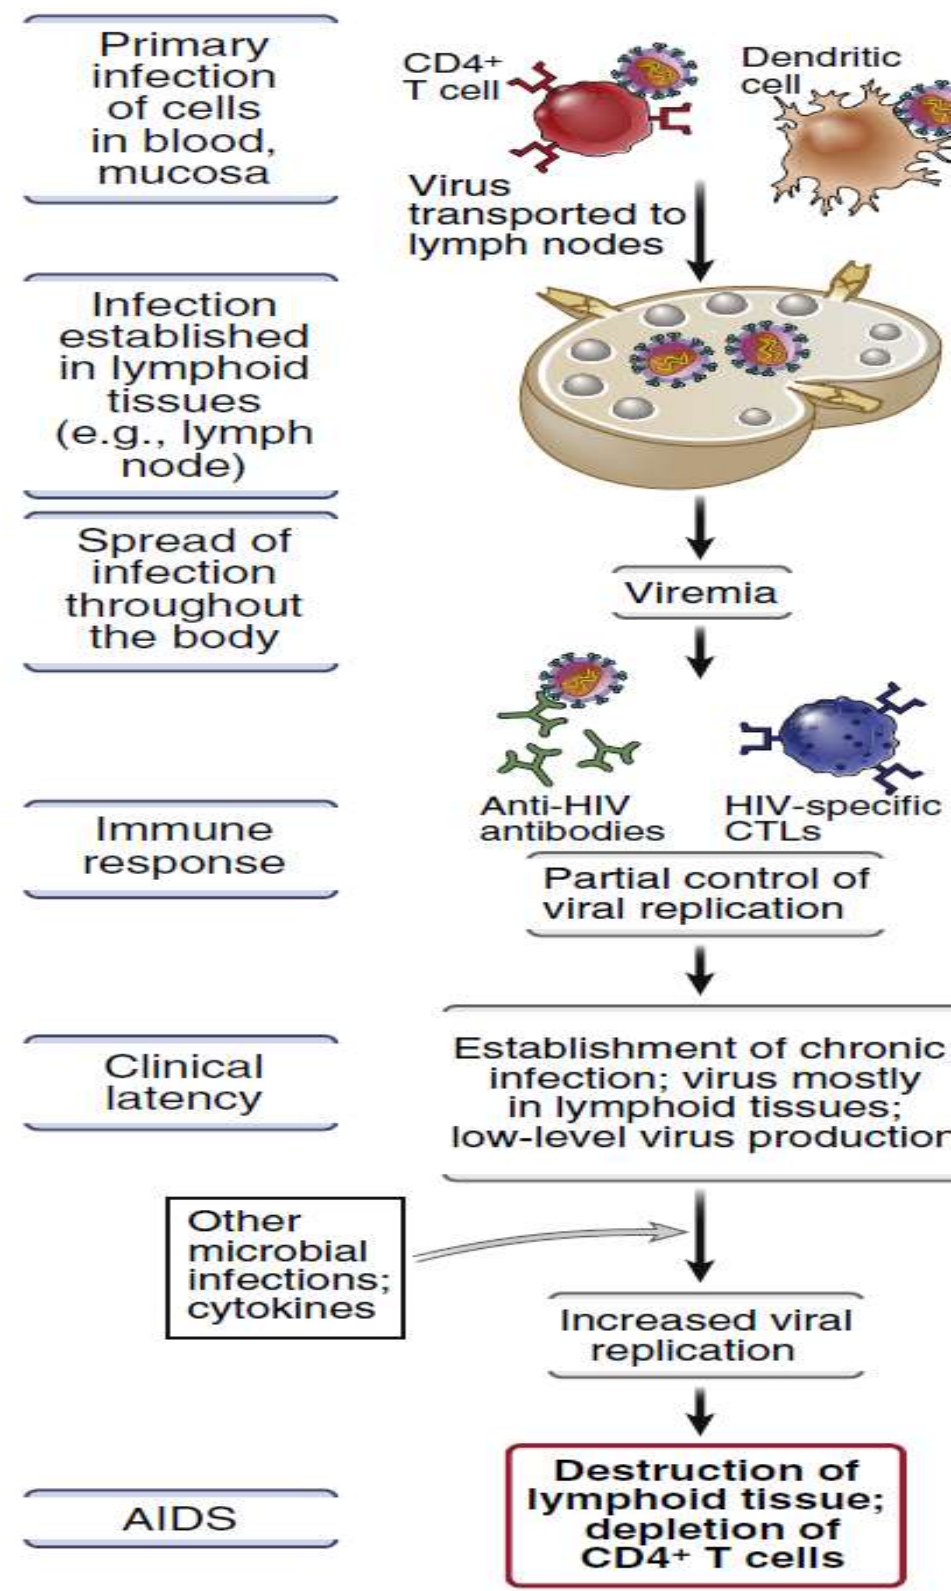 Primary
infection
of cells
in blood,
mucosa
CD4+
T cell
Dendritic
cell
Virus
transported to
lymph nodes
Infection
established
in lymphoid
tissues
(e.g., lymph
node)
Spread of
infection
throughout
the body
Viremia
Anti-HIV
antibodies
HIV-specific
CTLs
Immune
response
Partial control of
viral replication
Clinical
latency
Establishment of chronic
infection; virus mostly
in lymphoid tissues;
low-level virus production
Other
microbial
infections;
cytokines
Increased viral
replication
AIDS
Destruction of
lymphoid tissue;
depletion of
CD4+ T cells